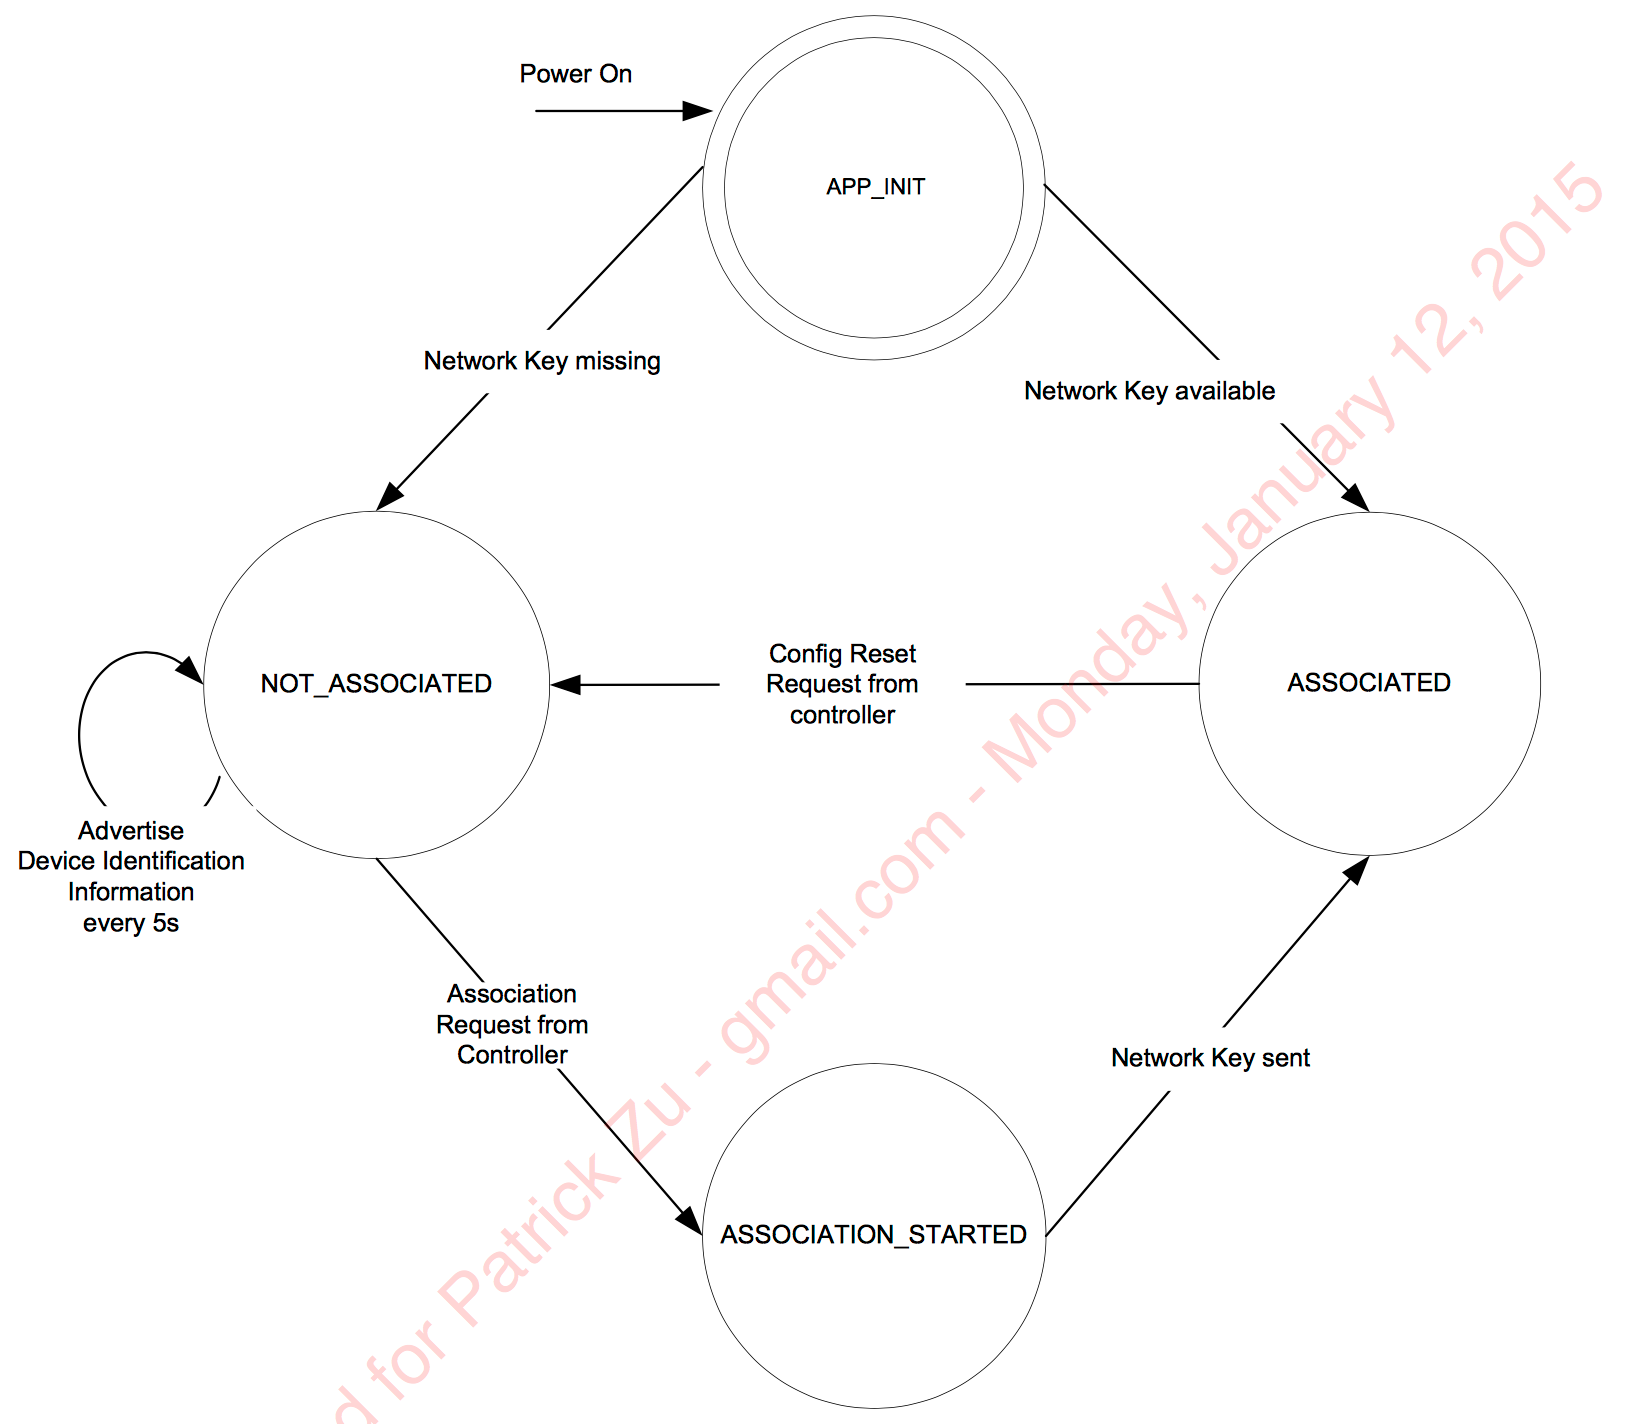 Power On
APP_INIT
Network Key missing
Network Key available
Config Reset
Request from
controller
NOT_ASSOCIATED
ASSOCIATED
Advertise
Device Identification
Information
every 5s
Association
Request from
Controller
Network Key sent
ASSOCIATION_STARTED
d for Patrick Zu - gmail.com - Monday, January 12, 2015